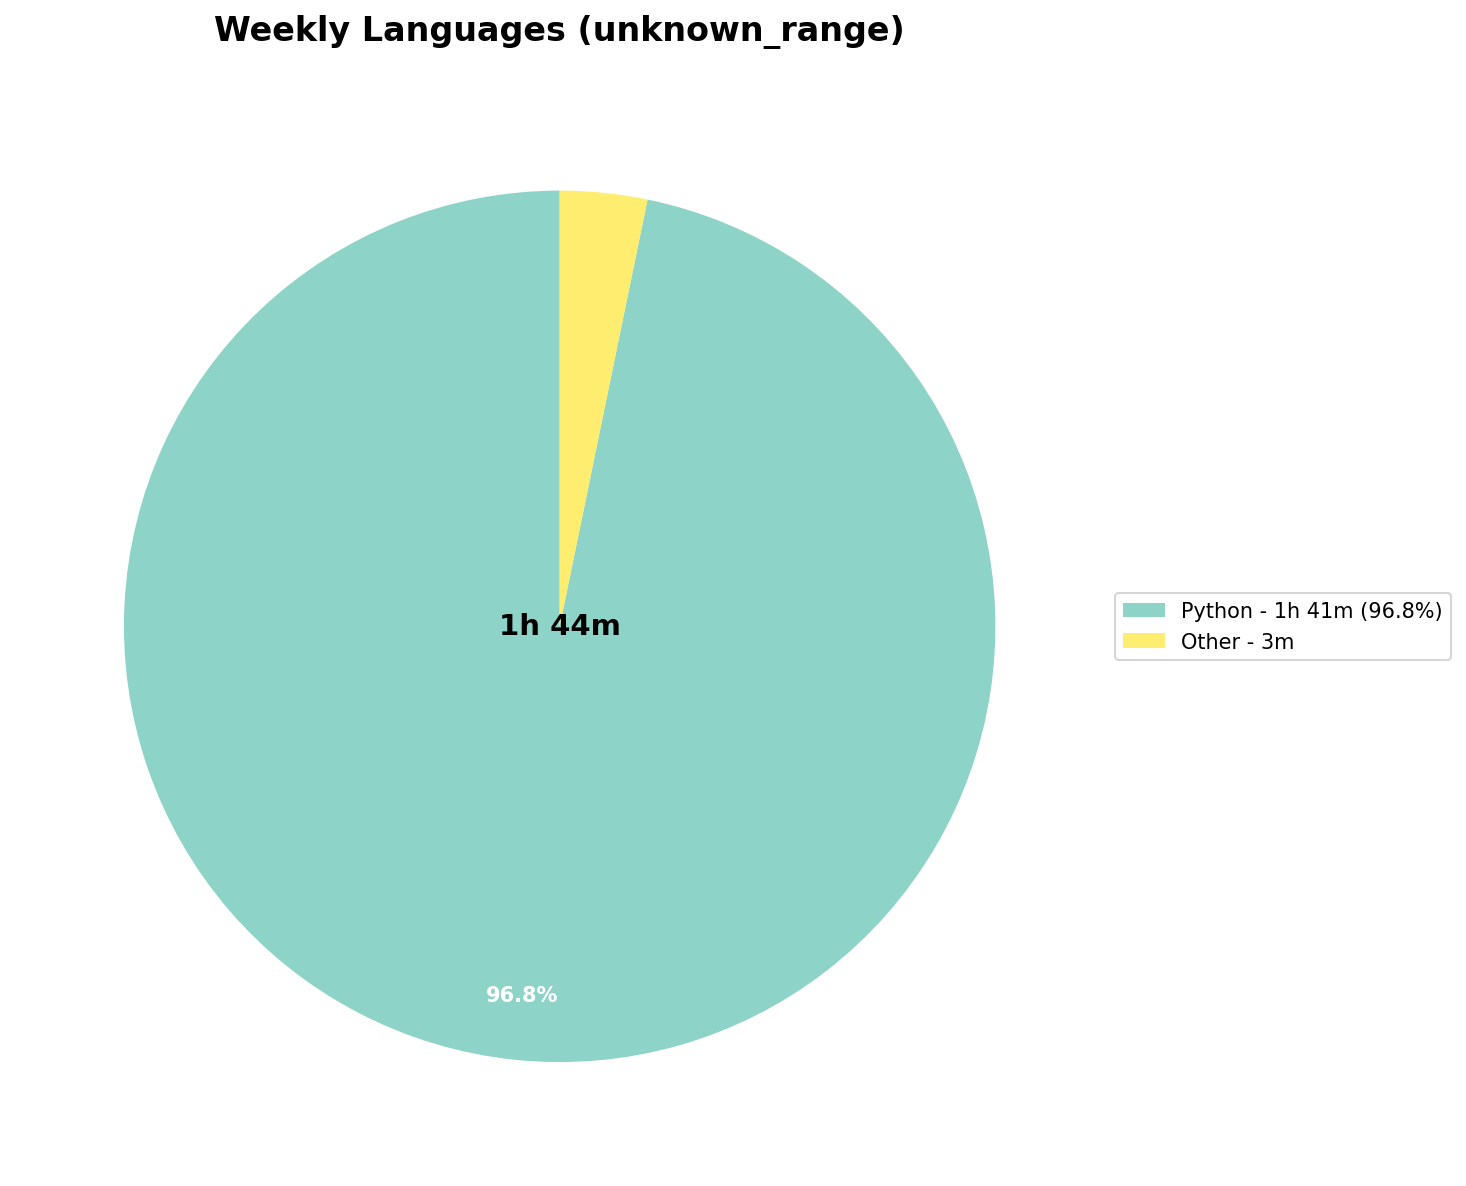 Weekly Languages (unknown_range)
1h 44m
96.8%
Python - 1h 41m (96.8%)
Other - 3m